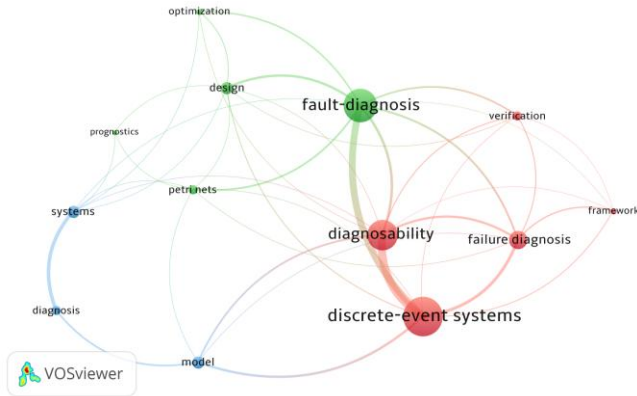 optimization
design
fault-diagnosis
verification
prognostics
petri nets
systems
framework
diagnosability
failure diagnosis
diagnosis
discrete-event systems
model
VOSviewer